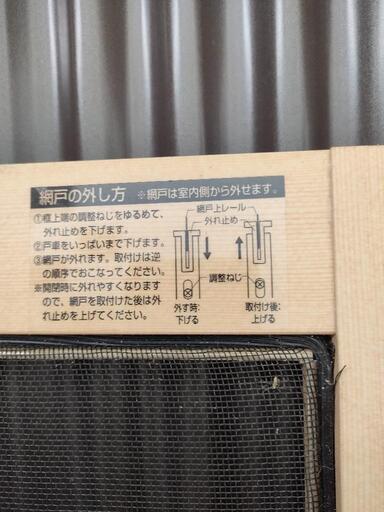 網戸の外し方 ※網戸は室内側から外せます。
①框上端の調整ねじをゆるめて、
外れ止めを下げます。
②戸車をいっぱいまで下げます。
③網戸が外れます。取付けは逆
の順序でおこなってください。
※開閉時に外れやすくなります
ので、網戸を取付けた後は外
れ止めを上げてください。
網戸上レール
外れ止め
調整ねじ
外す時:
下げる
取付け後:
上げる